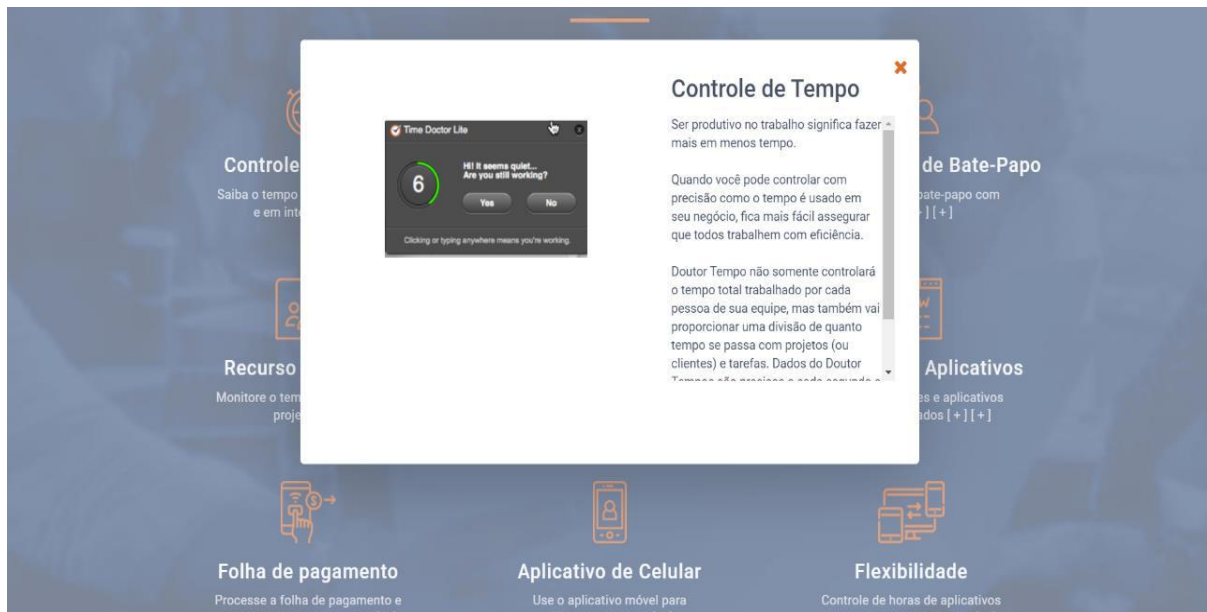 Controle
Saiba o tempo
e em
de Bate-Papo
bate-papo com
] [ + ]
Time Doctor Lite
6
Hi! It seems quiet...
Are you still working?
Yes
No
Clicking or typing anywhere means you're working.
Controle de Tempo
Ser produtivo no trabalho significa fazer
mais em menos tempo.
Quando você pode controlar com
precisão como o tempo é usado em
seu negócio, fica mais fácil assegurar
que todos trabalhem com eficiência.
Doutor Tempo não somente controlará
o tempo total trabalhado por cada
pessoa de sua equipe, mas também vai
proporcionar uma divisão de quanto
tempo se passa com projetos (ou
clientes) e tarefas. Dados do Doutor
Recurso
Monitore o tem
proje
Aplicativos
es e aplicativos
ados [ + ] [ + ]
Folha de pagamento
Processe a folha de pagamento e
Aplicativo de Celular
Use o aplicativo móvel para
Flexibilidade
Controle de horas de aplicativos